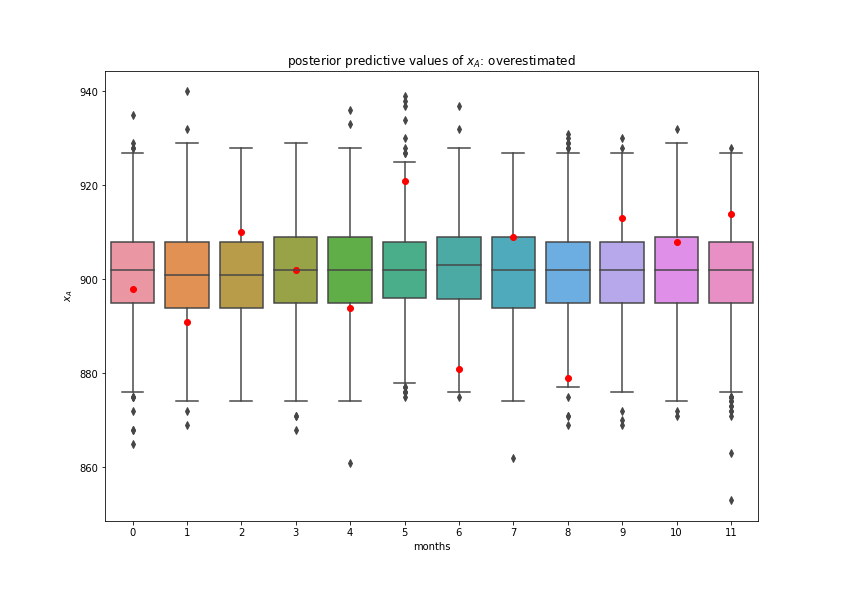 posterior predictive values of x_A: overestimated
940
920
900
880
860
x_A
0 1 2 3 4 5 6 7 8 9 10 11
months